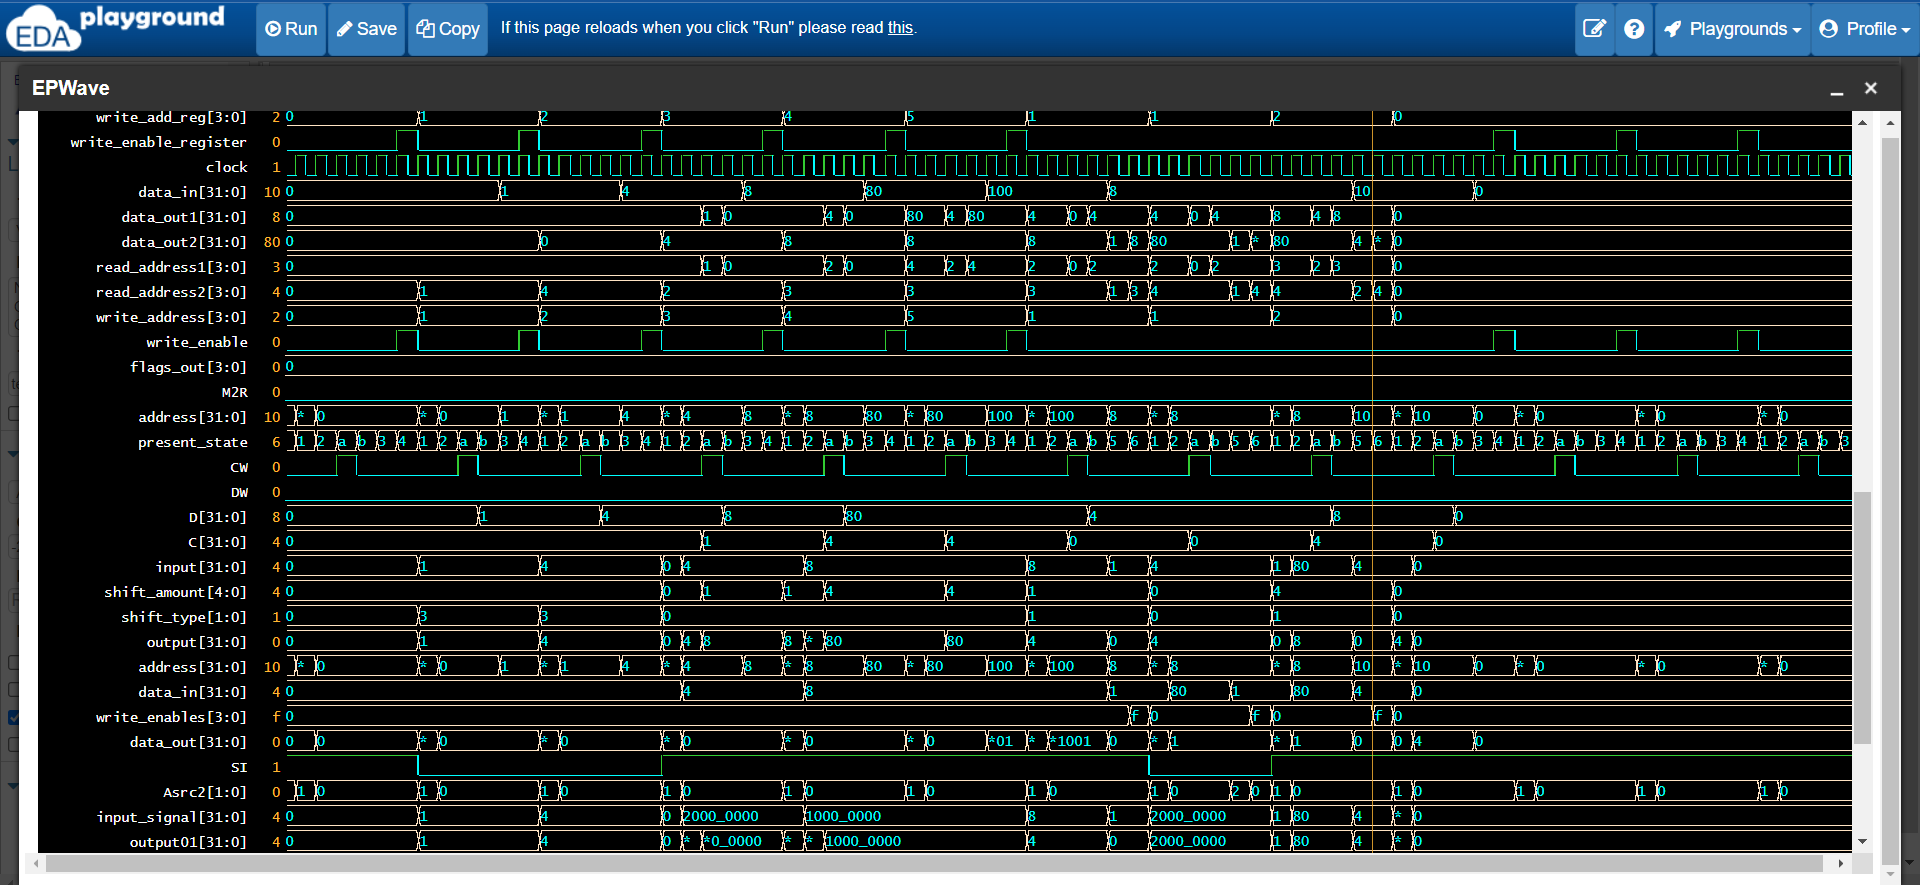 EDA playground Run Save Copy If this page reloads when you click "Run" please read this. Playgrounds Profile
EPWave
write_add_reg[3:0] 2 0 1 2 3 4 5 1 1 2 0
write_enable_register 0
clock 1
data_in[31:0] 10 0 1 4 8 80 100 8 10 0
data_out1[31:0] 8 0 1 0 4 0 80 4 80 4 0 4 4 0 4 8 4 8 0
data_out2[31:0] 80 0 0 4 8 8 8 1 8 80 1 * 80 4 * 0
read_address1[3:0] 3 0 1 0 2 0 4 2 4 2 0 2 2 0 2 3 2 3 0
read_address2[3:0] 4 0 1 4 2 3 3 3 1 3 4 1 4 4 2 4 0
write_address[3:0] 2 0 1 2 3 4 5 1 1 2 0
write_enable 0
flags_out[3:0] 0 0
M2R 0
address[31:0] 10 * 0 * 0 1 * 1 4 * 4 8 * 8 80 * 80 100 * 100 8 * 8 * 8 10 * 10 0 * 0 * 0 * 0
present_state 6 1 2 a b 3 4 1 2 a b 3 4 1 2 a b 3 4 1 2 a b 3 4 1 2 a b 3 4 1 2 a b 3 4 1 2 a b 5 6 1 2 a b 5 6 1 2 a b 5 6 1 2 a b 3 4 1 2 a b 3 4 1 2 a b 3 4 1 2 a b 3
CW 0
DW 0
D[31:0] 8 0 1 4 8 80 4 8 0
C[31:0] 4 0 1 4 4 0 0 4 0
input[31:0] 4 0 1 4 0 4 8 8 1 4 1 80 4 0
shift_amount[4:0] 4 0 0 1 1 4 4 1 0 4 0
shift_type[1:0] 1 0 3 3 0 1 0 1 0
output[31:0] 0 0 1 4 0 4 8 8 * 80 80 4 0 4 0 8 0 4 0
address[31:0] 10 * 0 * 0 1 * 1 4 * 4 8 * 8 80 * 80 100 * 100 8 * 8 * 8 10 * 10 0 * 0 * 0 * 0
data_in[31:0] 4 0 4 8 1 80 1 80 4 0
write_enables[3:0] f 0 f 0 f 0 f 0
data_out[31:0] 0 0 0 * 0 * 0 * 0 * 0 * 0 *01 * *1001 0 * 1 * 1 0 0 4 0
SI 1
Asrc2[1:0] 0 1 0 1 0 1 0 1 0 1 0 1 0 1 0 1 0 2 0 1 0 1 0 1 0 1 0 1 0
input_signal[31:0] 4 0 1 4 0 2000_0000 1000_0000 8 1 2000_0000 1 80 4 * 0
output01[31:0] 4 0 1 4 0 * *0_0000 * * 1000_0000 4 0 2000_0000 1 80 4 * 0